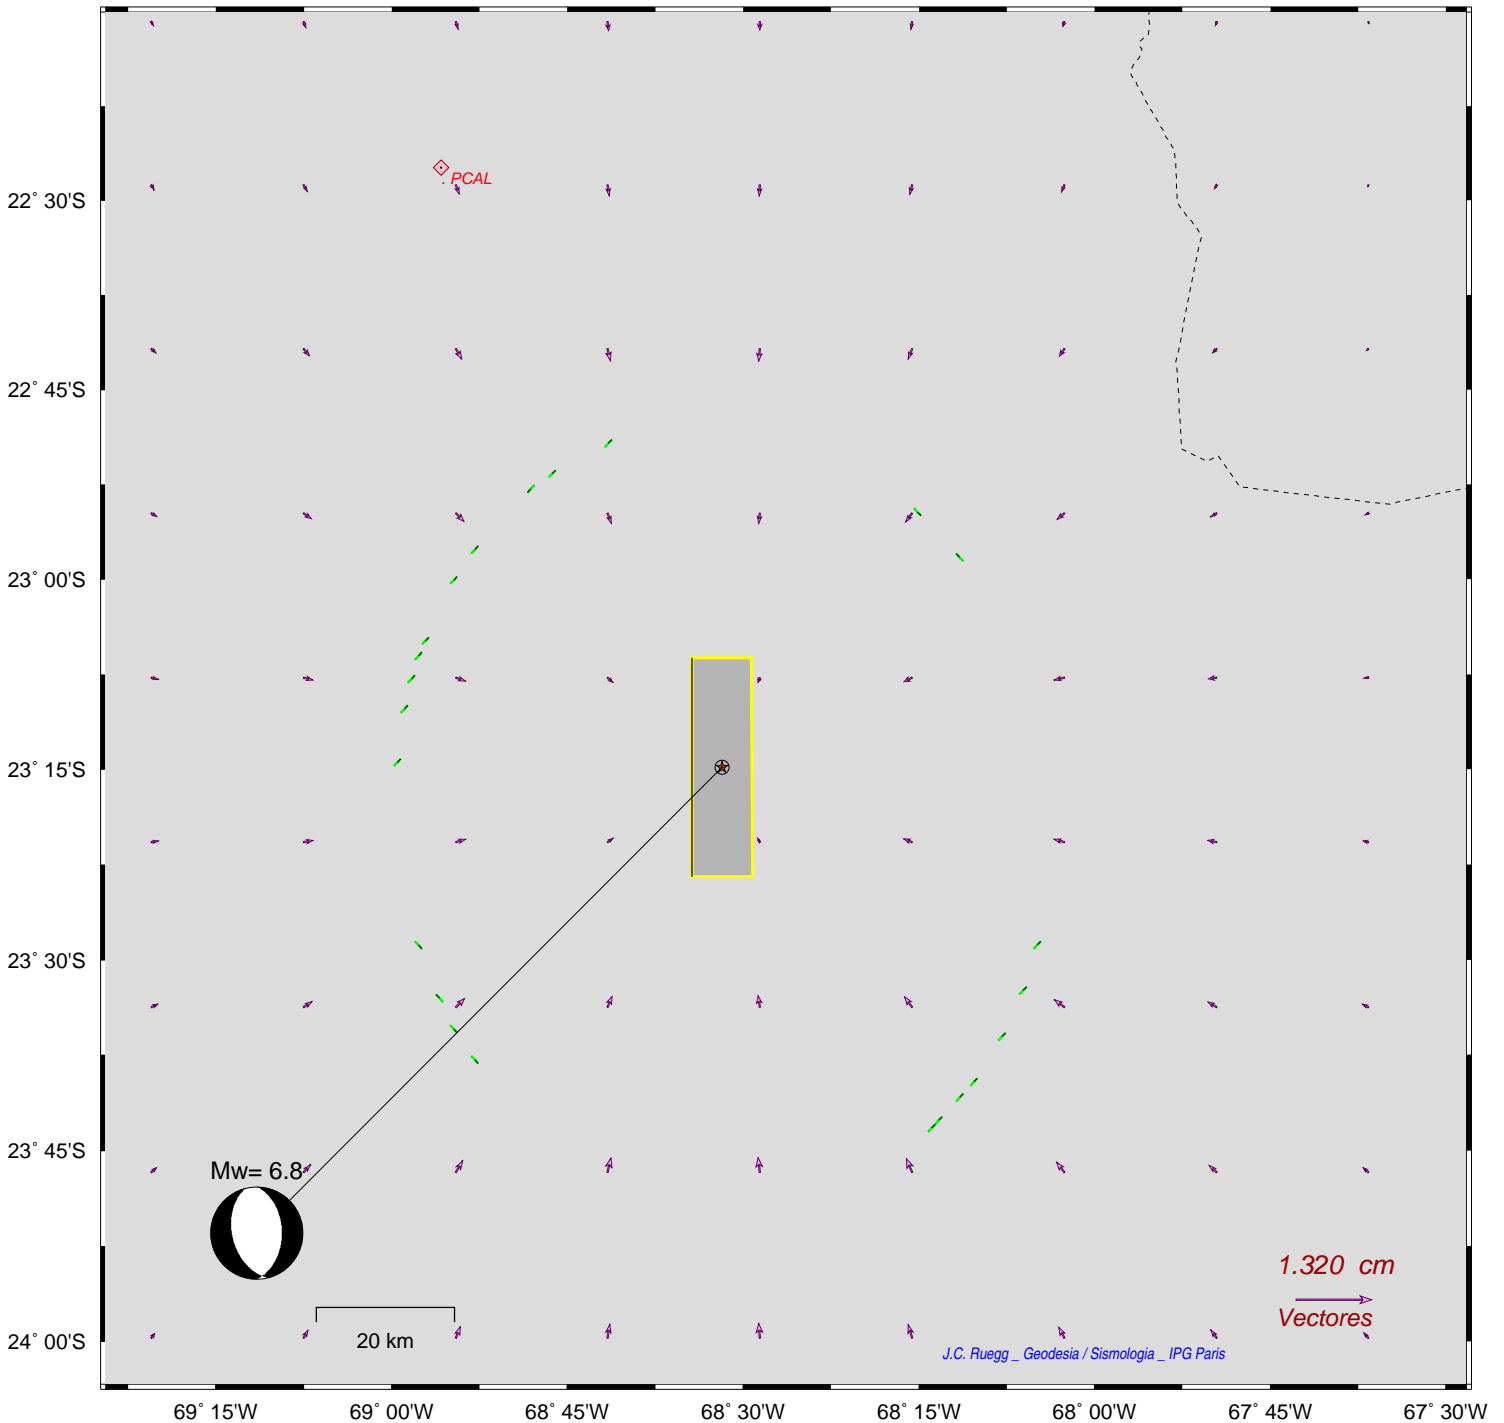 . PCAL
22° 30'S
22° 45'S
23° 00'S
23° 15'S
23° 30'S
23° 45'S
24° 00'S
Mw= 6.8
20 km
1.320 cm
Vectores
J.C. Ruegg _ Geodesia / Sismologia _ IPG Paris
69° 15'W 69° 00'W 68° 45'W 68° 30'W 68° 15'W 68° 00'W 67° 45'W 67° 30'W